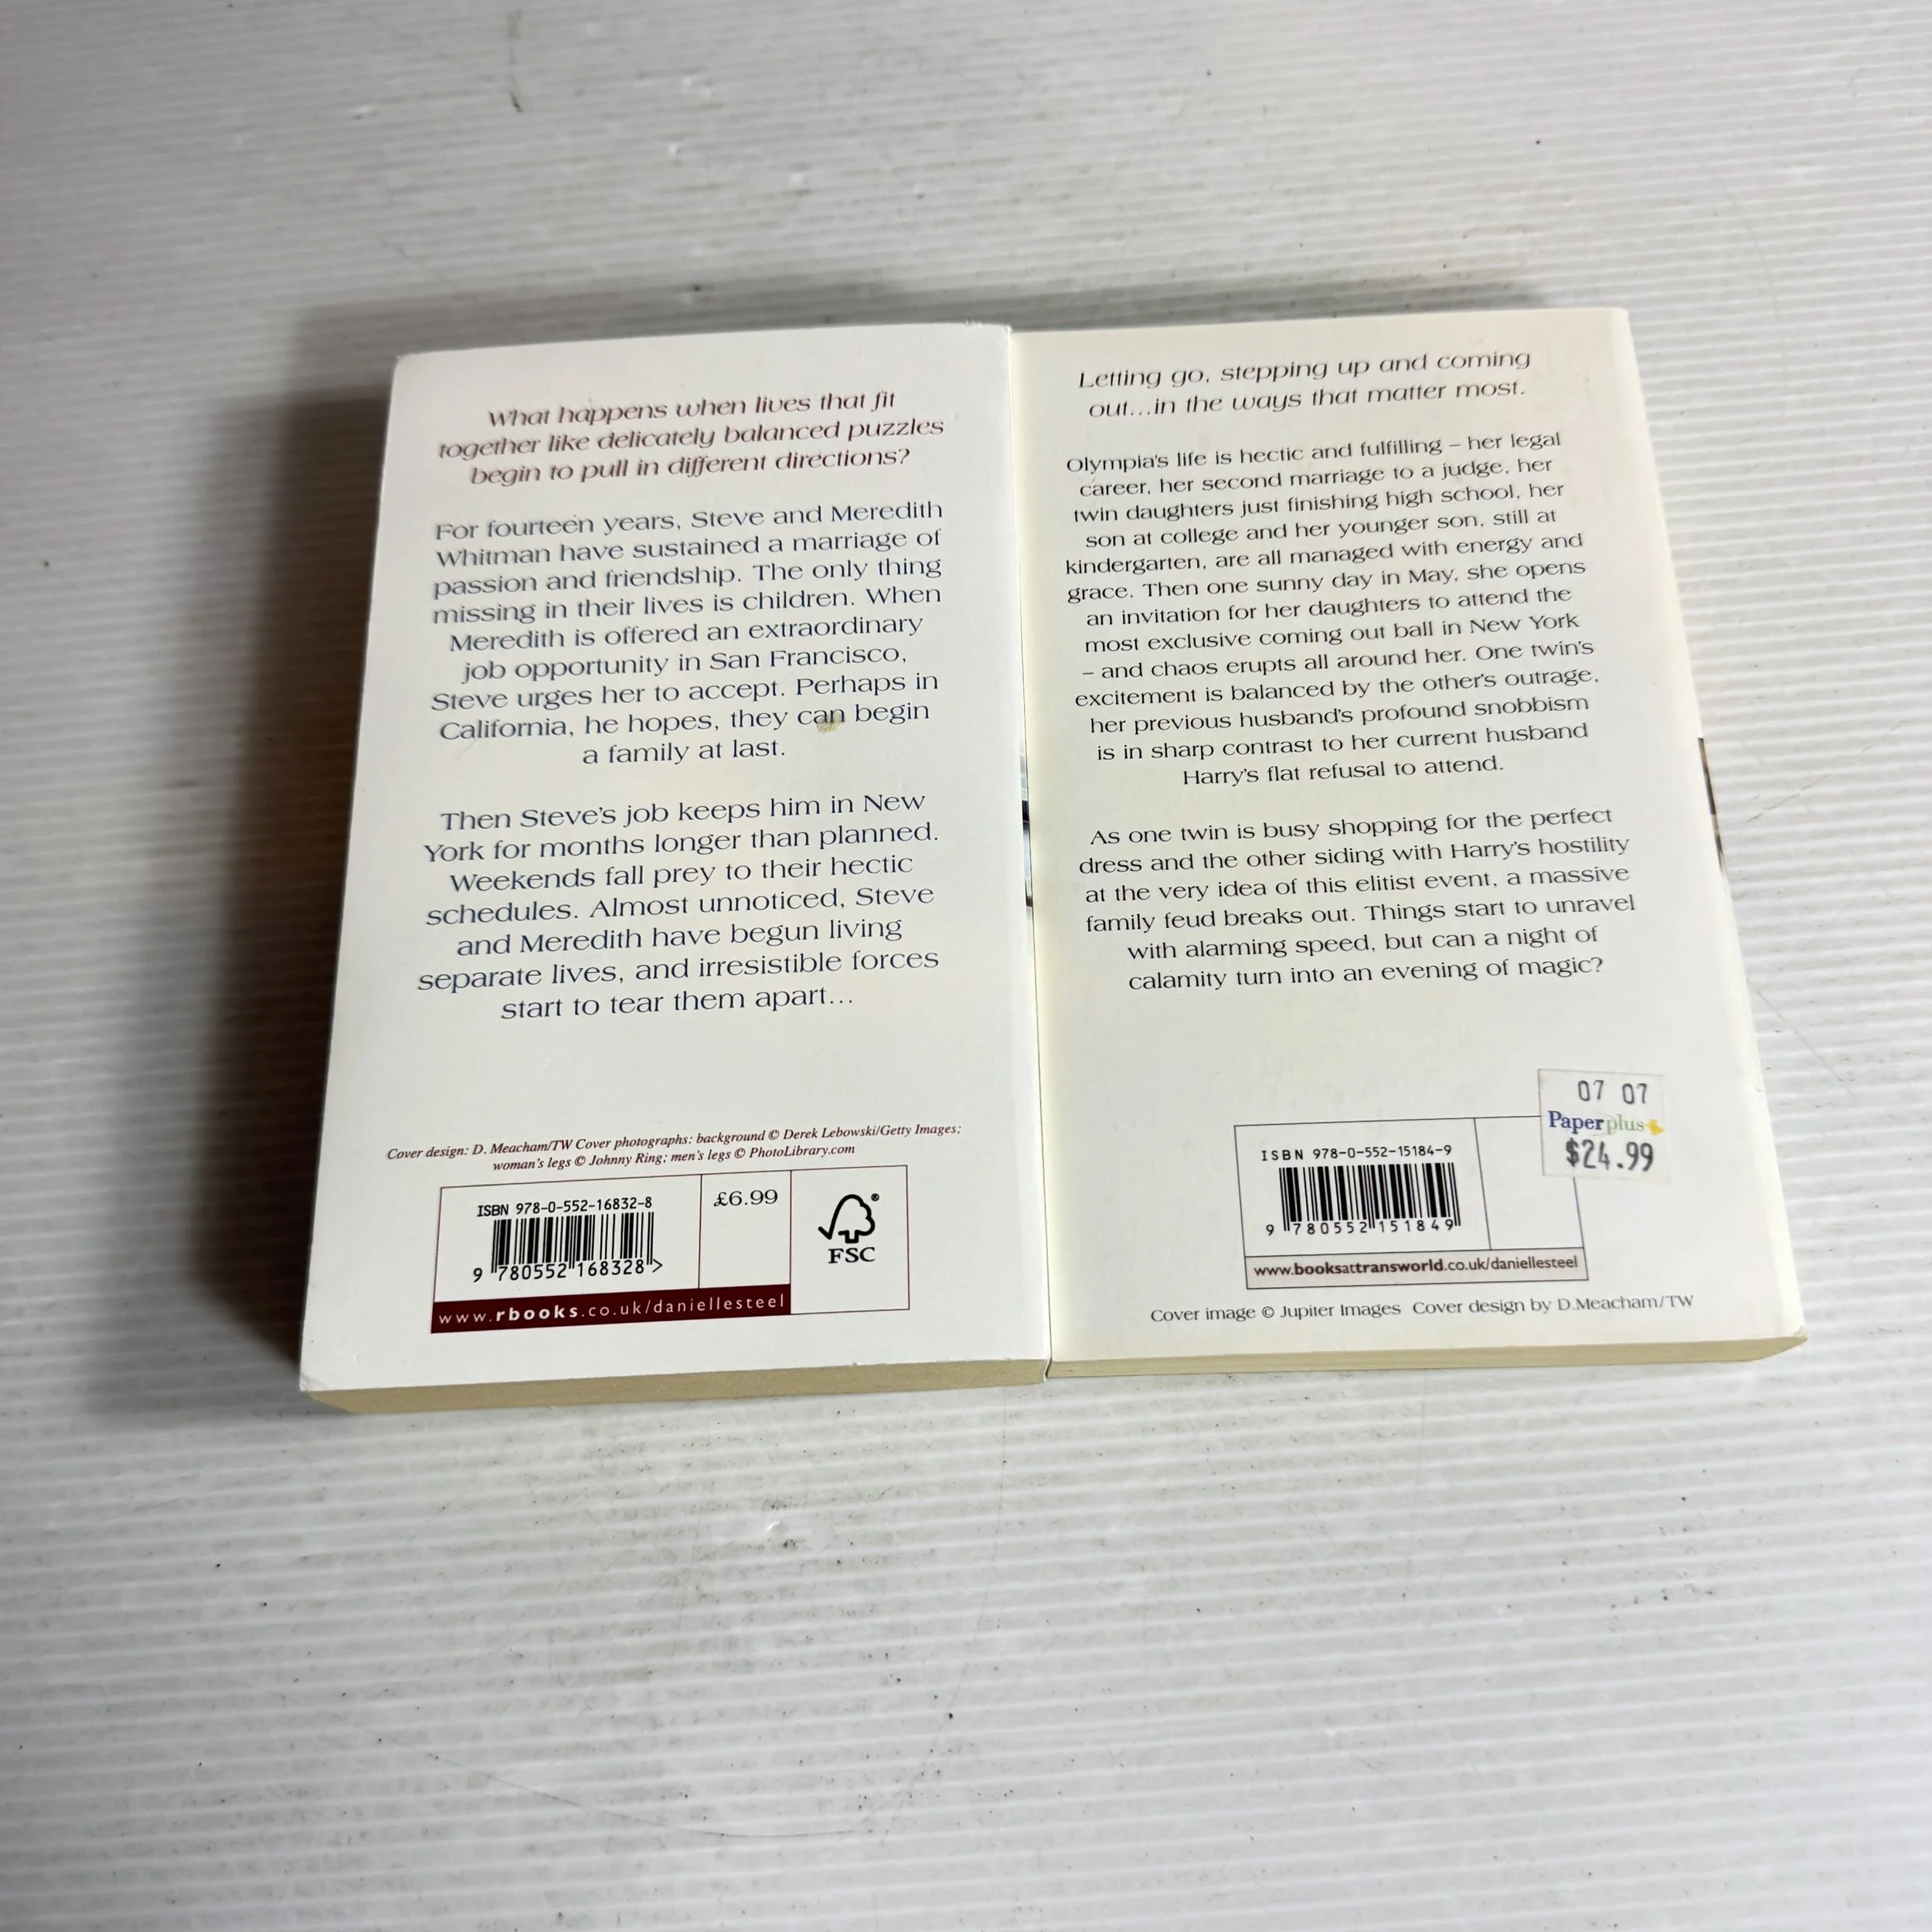 What happens when lives that fit
together like delicately balanced puzzles
begin to pull in different directions?
For fourteen years, Steve and Meredith
Whitman have sustained a marriage of
passion and friendship. The only thing
missing in their lives is children. When
Meredith is offered an extraordinary
job opportunity in San Francisco,
Steve urges her to accept. Perhaps in
California, he hopes, they can begin
a family at last.
Then Steve's job keeps him in New
York for months longer than planned.
Weekends fall prey to their hectic
schedules. Almost unnoticed, Steve
and Meredith have begun living
separate lives, and irresistible forces
start to tear them apart...
Cover design: D. Meacham/TW Cover photographs: background © Derek Lebowski/Getty Images;
woman's legs © Johnny Ring; men's legs © PhotoLibrary.com
ISBN 978-0-552-16832-8
9 780552 168328 >
£6.99
®
FSC
www.rbooks.co.uk/daniellesteel
Letting go, stepping up and coming
out...in the ways that matter most.
Olympia's life is hectic and fulfilling – her legal
career, her second marriage to a judge, her
twin daughters just finishing high school, her
son at college and her younger son, still at
kindergarten, are all managed with energy and
grace. Then one sunny day in May, she opens
an invitation for her daughters to attend the
most exclusive coming out ball in New York
– and chaos erupts all around her. One twin's
excitement is balanced by the other's outrage,
her previous husband's profound snobbism
is in sharp contrast to her current husband
Harry's flat refusal to attend.
As one twin is busy shopping for the perfect
dress and the other siding with Harry's hostility
at the very idea of this elitist event, a massive
family feud breaks out. Things start to unravel
with alarming speed, but can a night of
calamity turn into an evening of magic?
07 07
Paperplus
$24.99
ISBN 978-0-552-15184-9
9 780552 151849
www.booksattransworld.co.uk/daniellesteel
Cover image © Jupiter Images Cover design by D.Meacham/TW